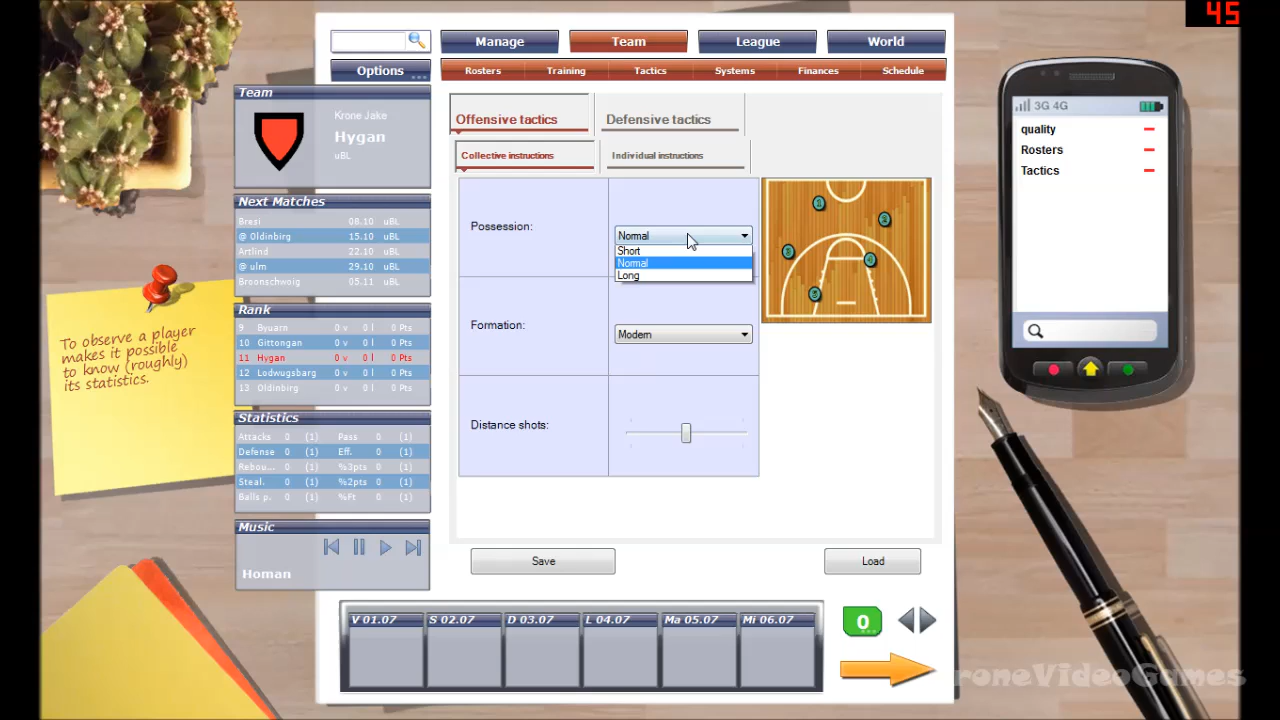 45
Manage Team League World
Options ...
Rosters Training Tactics Systems Finances Schedule
Team
Krone Jake
Hygan
uBL
Next Matches
Bresi 08.10 uBL
@ Oldinbirg 15.10 uBL
Artlind 22.10 uBL
@ ulm 29.10 uBL
Broonschwoig 05.11 uBL
Rank
9 Byuarn 0 v 0 l 0 Pts
10 Gittongan 0 v 0 l 0 Pts
11 Hygan 0 v 0 l 0 Pts
12 Lodwugsbarg 0 v 0 l 0 Pts
13 Oldinbirg 0 v 0 l 0 Pts
Statistics
Attacks 0 (1) Pass 0 (1)
Defense 0 (1) Eff. 0 (1)
Rebou... 0 (1) %3pts 0 (1)
Steal. 0 (1) %2pts 0 (1)
Balls p. 0 (1) %Ft 0 (1)
Music
Homan
To observe a player
makes it possible
to know (roughly)
its statistics.
Offensive tactics Defensive tactics
Collective instructions Individual instructions
Possession: Normal
Short
Normal
Long
Formation: Modern
Distance shots:
1
2
3
4
5
Save Load
V 01.07 S 02.07 D 03.07 L 04.07 Ma 05.07 Mi 06.07
0
...
3G 4G
quality
Rosters
Tactics
roneVideoGames